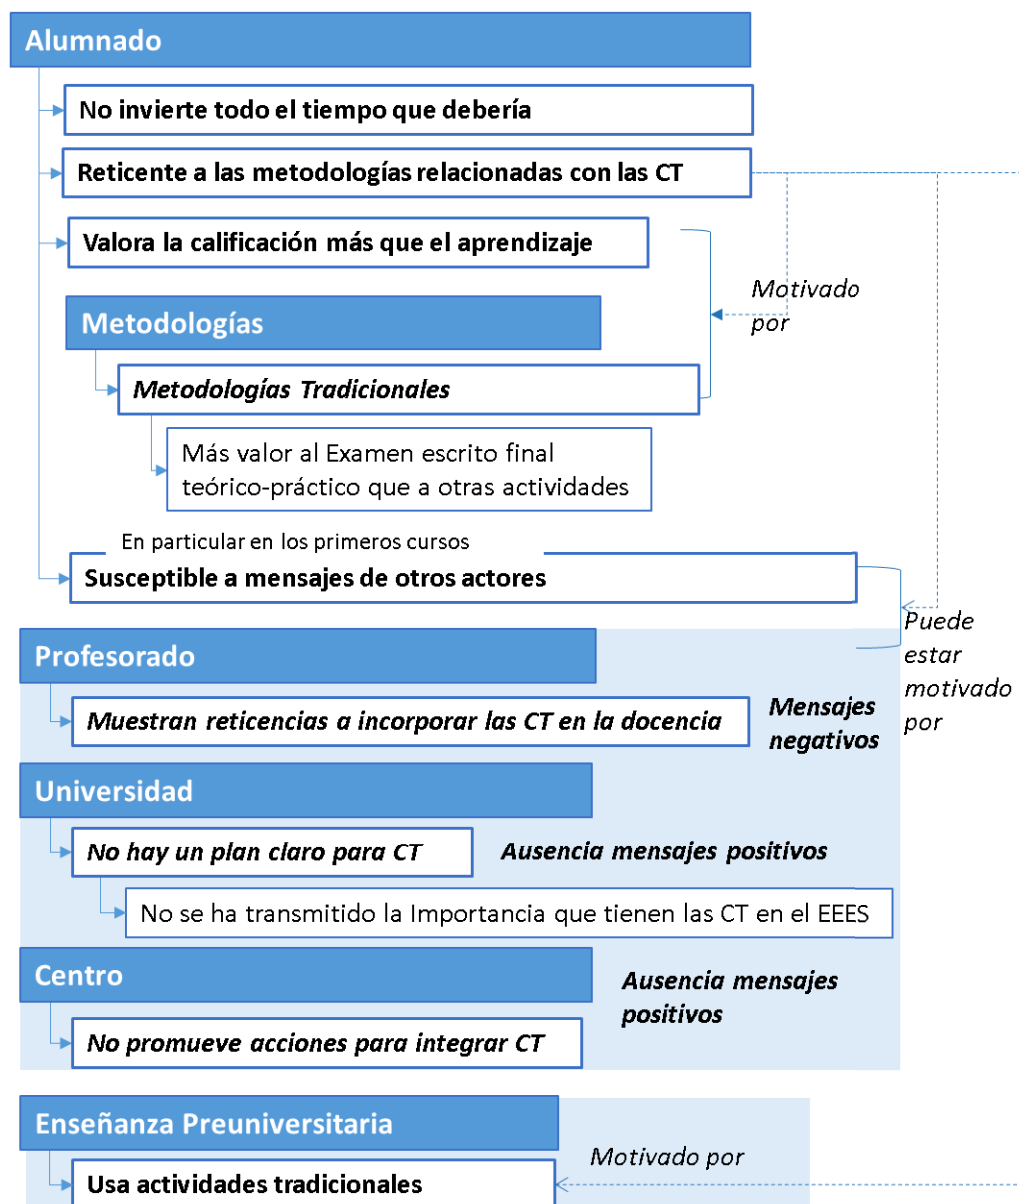 Alumnado
No invierte todo el tiempo que debería
Reticente a las metodologías relacionadas con las CT
Valora la calificación más que el aprendizaje
Motivado
por
Metodologías
Metodologías Tradicionales
Más valor al Examen escrito final
teórico-práctico que a otras actividades
En particular en los primeros cursos
Susceptible a mensajes de otros actores
Puede
estar
motivado
por
Profesorado
Muestran reticencias a incorporar las CT en la docencia
Mensajes
negativos
Universidad
No hay un plan claro para CT
Ausencia mensajes positivos
No se ha transmitido la Importancia que tienen las CT en el EEES
Centro
Ausencia mensajes
positivos
No promueve acciones para integrar CT
Enseñanza Preuniversitaria
Motivado por
Usa actividades tradicionales